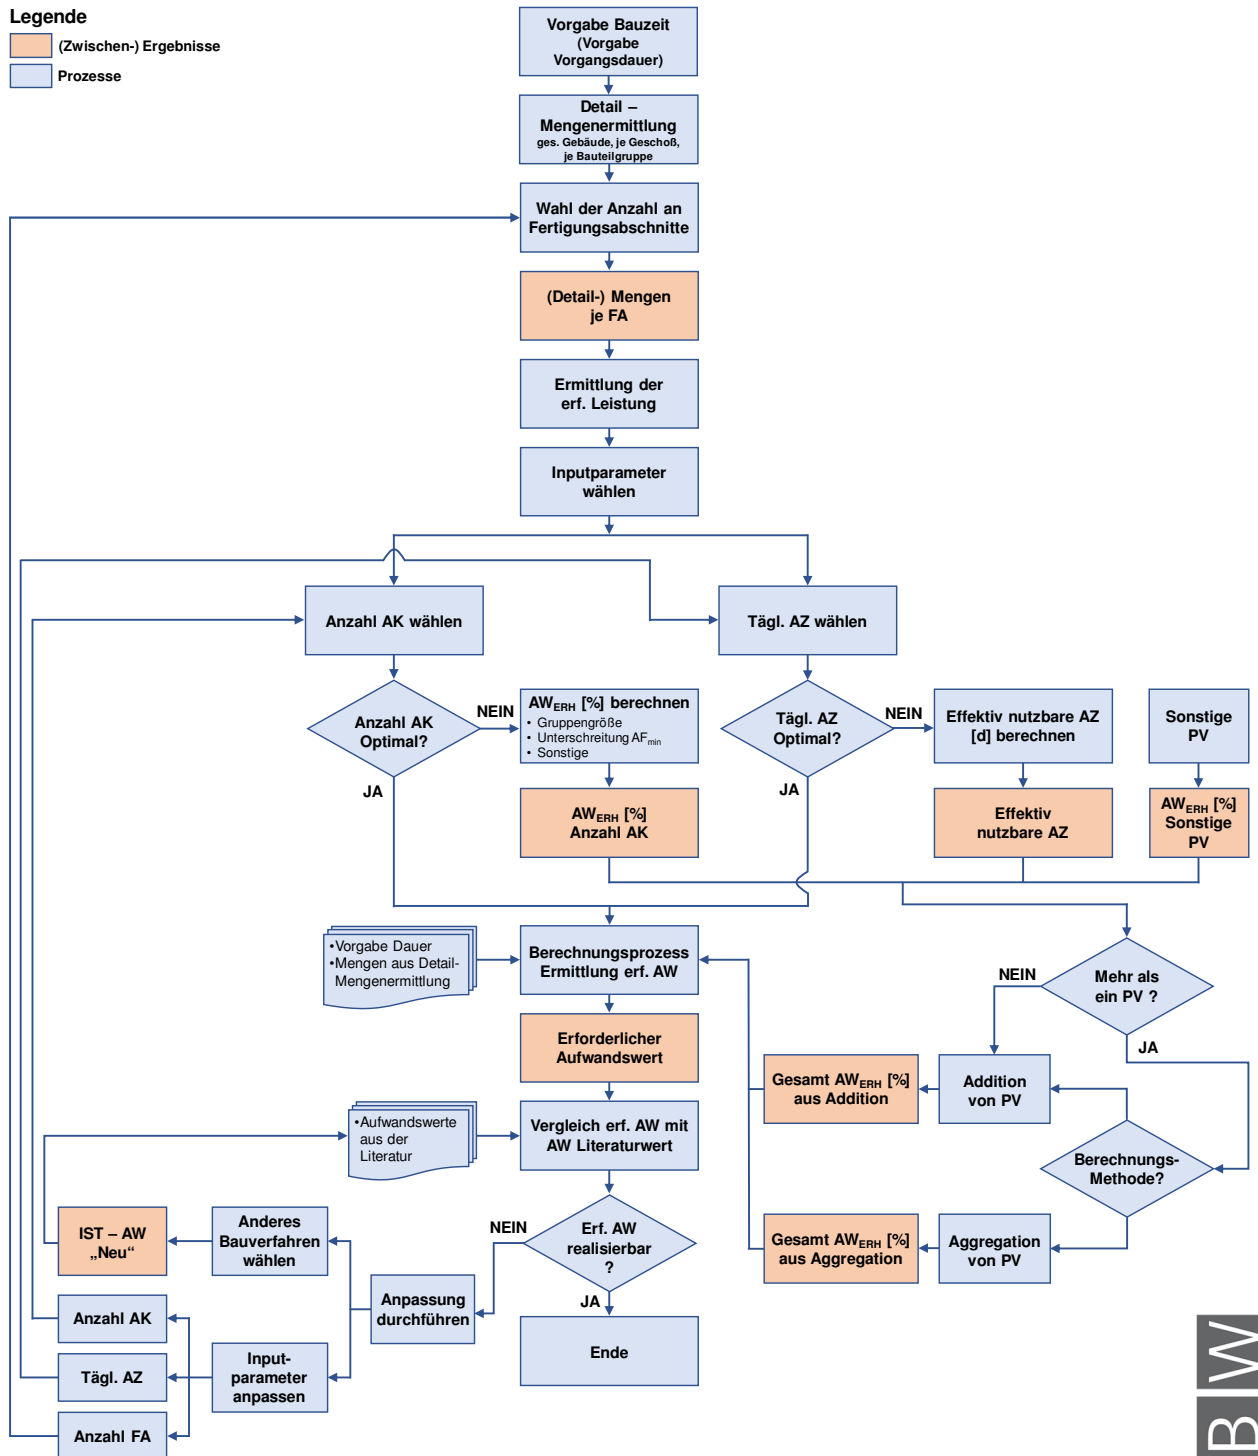 Legende
(Zwischen-) Ergebnisse
Prozesse
Vorgabe Bauzeit
(Vorgabe
Vorgangsdauer)
Detail –
Mengenermittlung
ges. Gebäude, je Geschoß,
je Bauteilgruppe
Wahl der Anzahl an
Fertigungsabschnitte
(Detail-) Mengen
je FA
Ermittlung der
erf. Leistung
Inputparameter
wählen
Anzahl AK wählen
Tägl. AZ wählen
Anzahl AK
Optimal?
NEIN
JA
AWERH [%] berechnen
• Gruppengröße
• Unterschreitung AFmin
• Sonstige
AWERH [%]
Anzahl AK
Tägl. AZ
Optimal?
NEIN
JA
Effektiv nutzbare AZ
[d] berechnen
Effektiv
nutzbare AZ
Sonstige
PV
AWERH [%]
Sonstige
PV
•Vorgabe Dauer
•Mengen aus Detail-
Mengenermittlung
Berechnungsprozess
Ermittlung erf. AW
Mehr als
ein PV ?
NEIN
JA
Erforderlicher
Aufwandswert
Gesamt AWERH [%]
aus Addition
Addition
von PV
•Aufwandswerte
aus der
Literatur
Vergleich erf. AW mit
AW Literaturwert
Berechnungs-
Methode?
IST – AW
„Neu“
Anderes
Bauverfahren
wählen
NEIN
Erf. AW
realisierbar
?
JA
Gesamt AWERH [%]
aus Aggregation
Aggregation
von PV
Anpassung
durchführen
Anzahl AK
Tägl. AZ
Anzahl FA
Input-
parameter
anpassen
Ende
B W